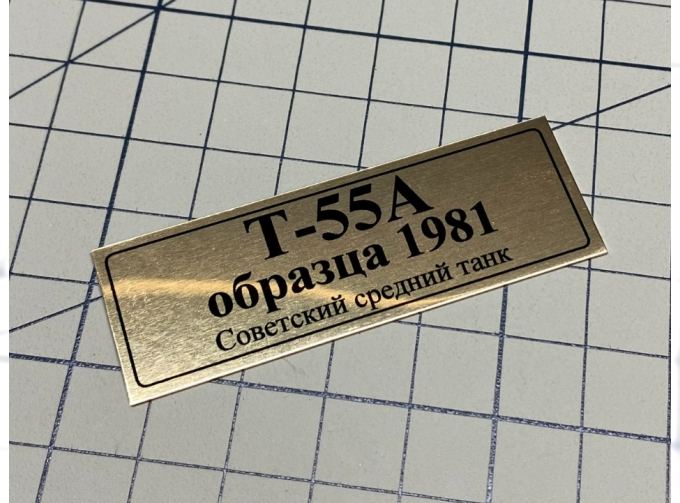 Т-55А
образца 1981
Советский средний танк